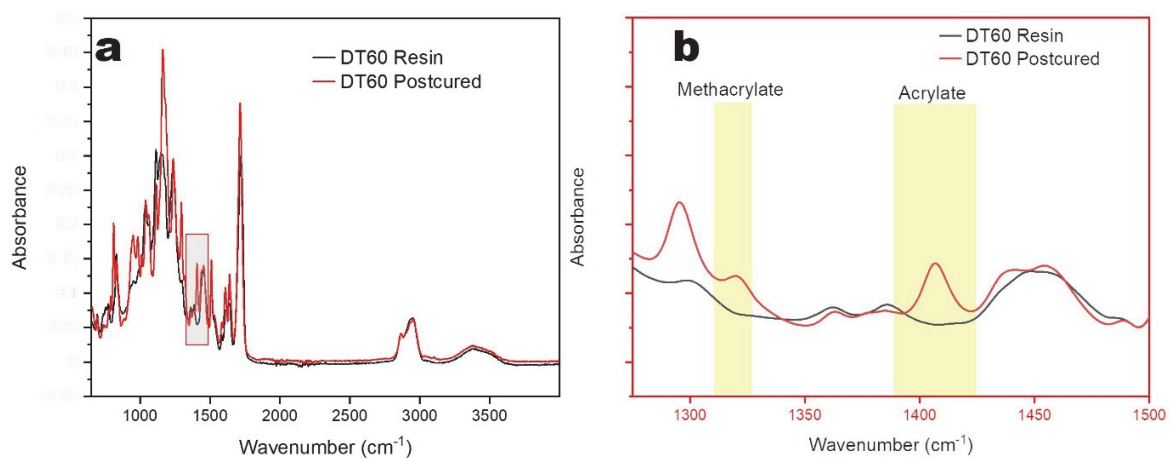 a
DT60 Resin
DT60 Postcured
Absorbance
1000 1500 2000 2500 3000 3500
Wavenumber (cm⁻¹)
b
DT60 Resin
DT60 Postcured
Methacrylate
Acrylate
Absorbance
1300 1350 1400 1450 1500
Wavenumber (cm⁻¹)